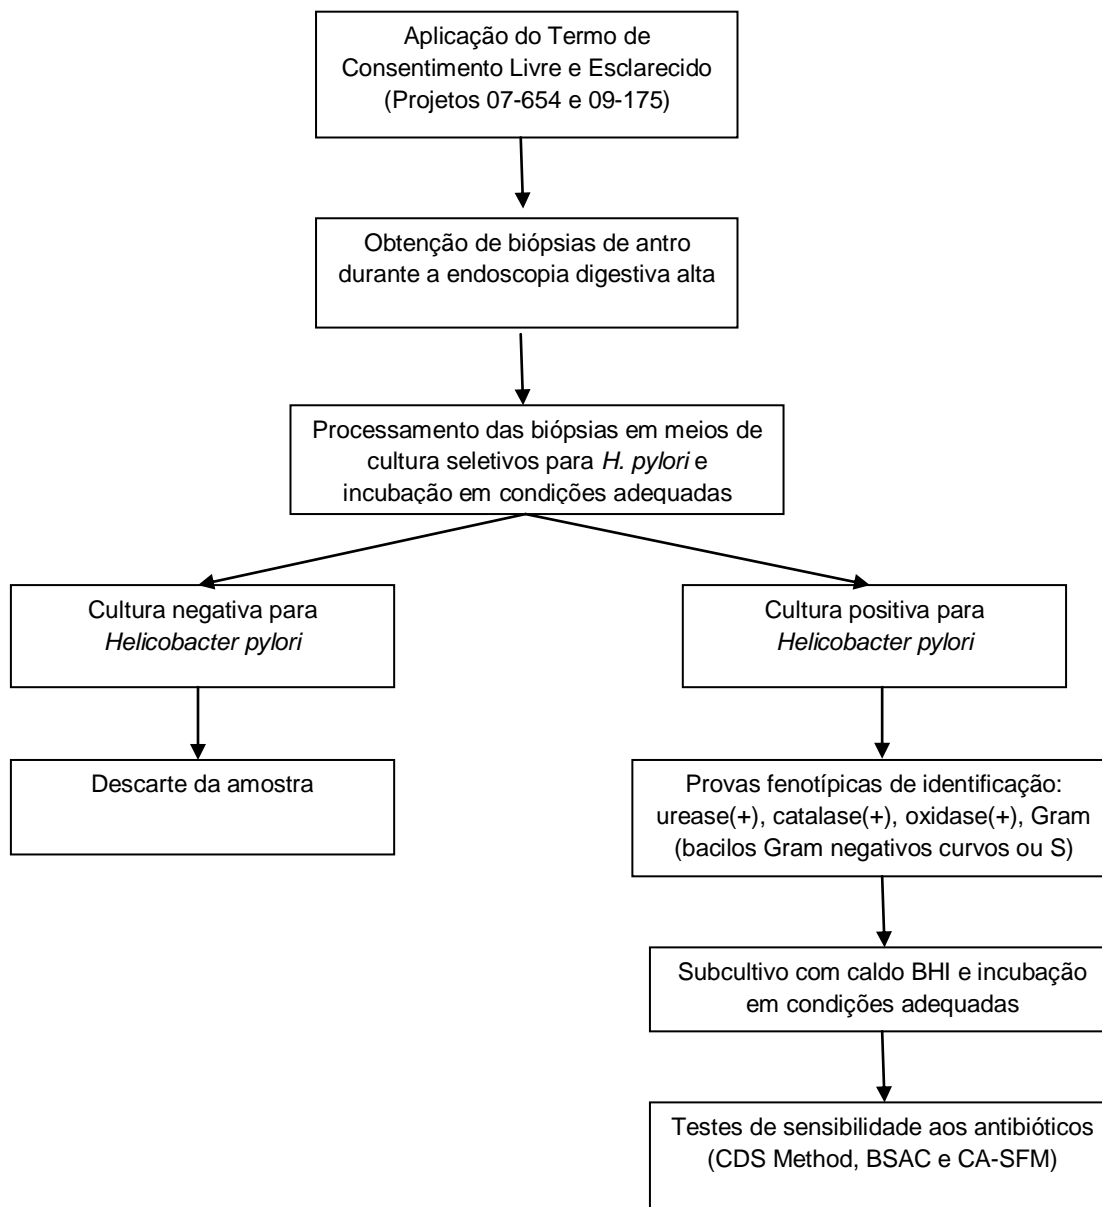 Aplicação do Termo de
Consentimento Livre e Esclarecido
(Projetos 07-654 e 09-175)
Obtenção de biópsias de antro
durante a endoscopia digestiva alta
Processamento das biópsias em meios de
cultura seletivos para H. pylori e
incubação em condições adequadas
Cultura negativa para
Helicobacter pylori
Cultura positiva para
Helicobacter pylori
Descarte da amostra
Provas fenotípicas de identificação:
urease(+), catalase(+), oxidase(+), Gram
(bacilos Gram negativos curvos ou S)
Subcultivo com caldo BHI e incubação
em condições adequadas
Testes de sensibilidade aos antibióticos
(CDS Method, BSAC e CA-SFM)